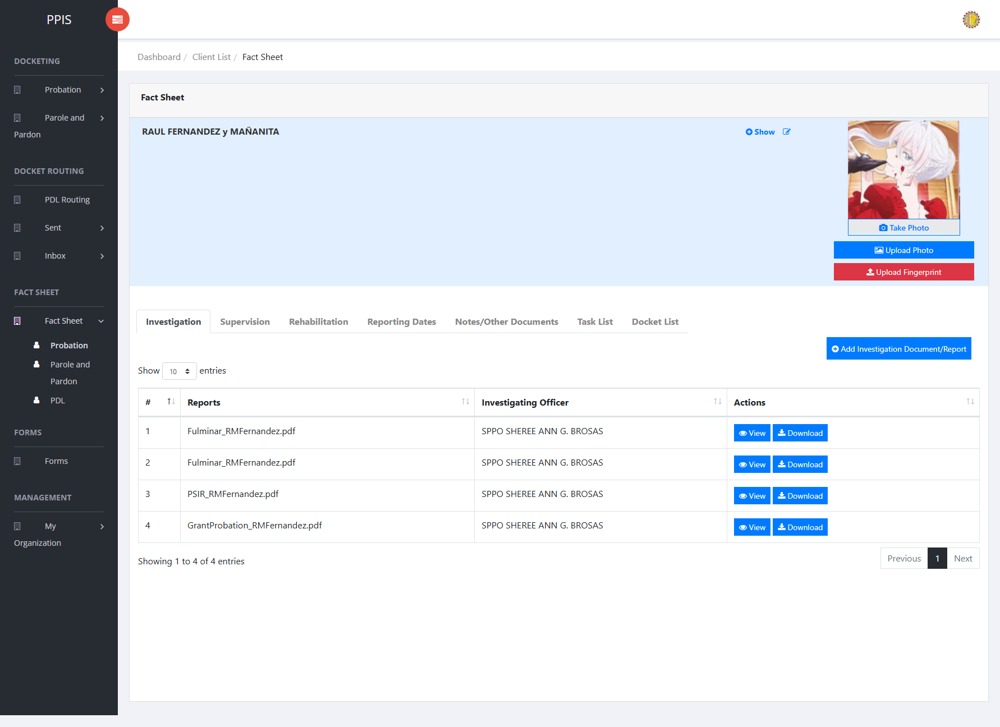 PPIS
DOCKETING
Probation
Parole and
Pardon
DOCKET ROUTING
PDL Routing
Sent
Inbox
FACT SHEET
Fact Sheet
Probation
Parole and
Pardon
PDL
FORMS
Forms
MANAGEMENT
My
Organization
Dashboard / Client List / Fact Sheet
Fact Sheet
RAUL FERNANDEZ y MAÑANITA
Show
Take Photo
Upload Photo
Upload Fingerprint
Investigation Supervision Rehabilitation Reporting Dates Notes/Other Documents Task List Docket List
Add Investigation Document/Report
Show 10 entries
# Reports Investigating Officer Actions
1 Fulminar_RMFernandez.pdf SPPO SHEREE ANN G. BROSAS View Download
2 Fulminar_RMFernandez.pdf SPPO SHEREE ANN G. BROSAS View Download
3 PSIR_RMFernandez.pdf SPPO SHEREE ANN G. BROSAS View Download
4 GrantProbation_RMFernandez.pdf SPPO SHEREE ANN G. BROSAS View Download
Showing 1 to 4 of 4 entries
Previous 1 Next